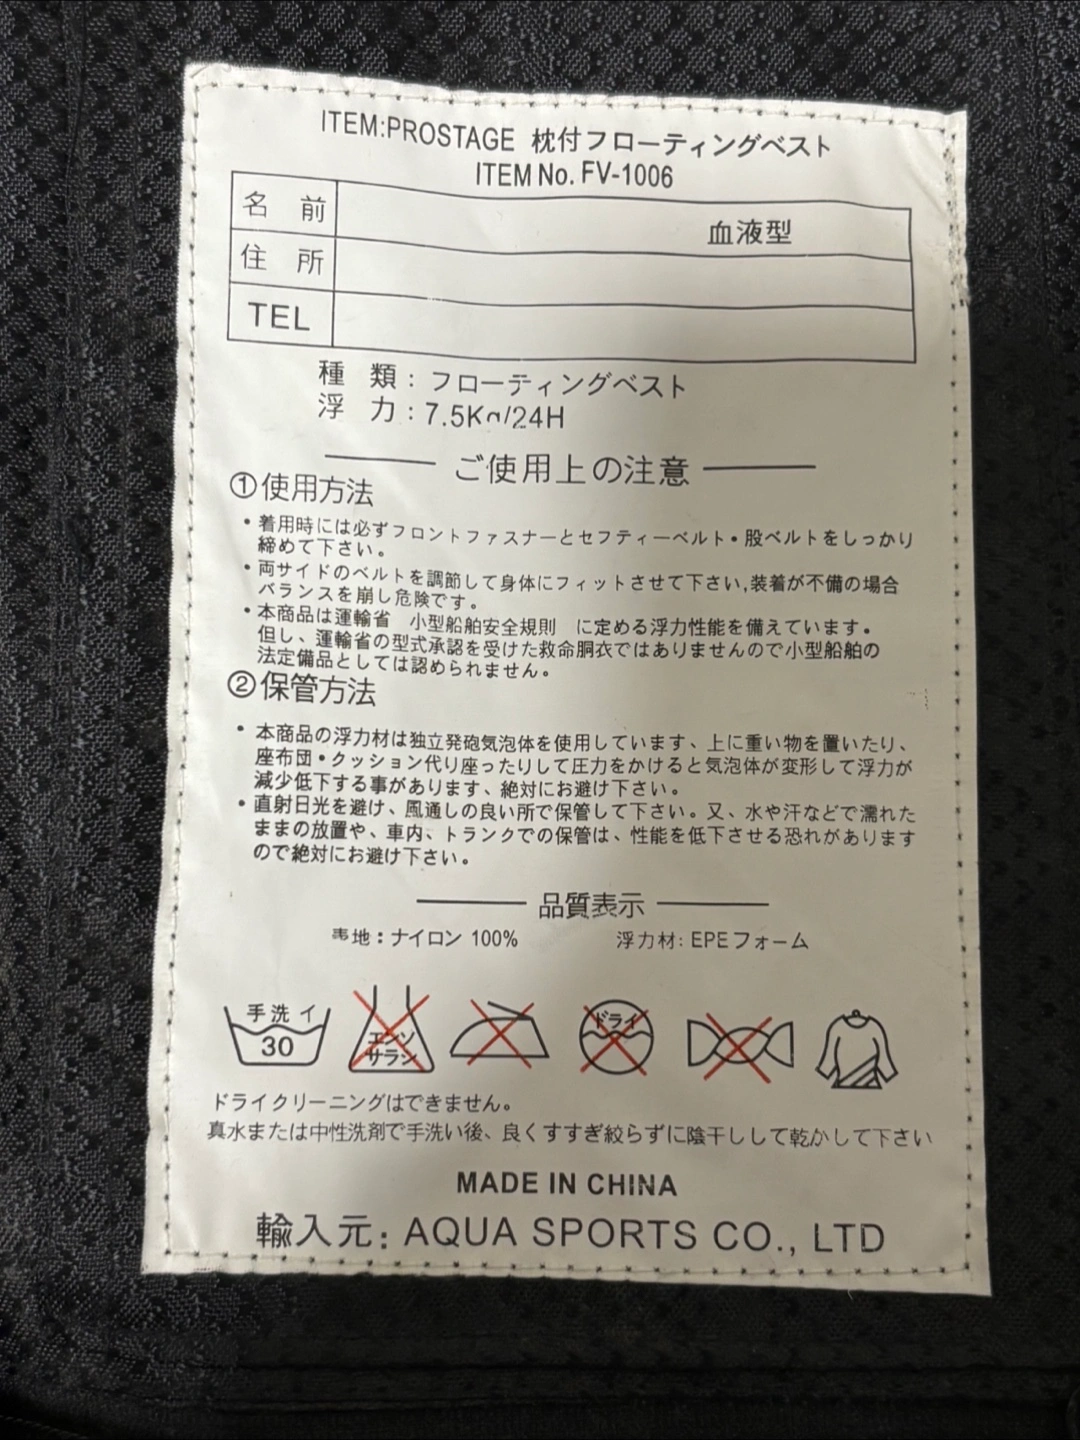 ITEM:PROSTAGE 枕付フローティングベスト
ITEM No. FV-1006
名 前 血液型
住 所
TEL
種 類：フローティングベスト
浮 力：7.5Kg/24H
ご使用上の注意
①使用方法
・着用時には必ずフロントファスナーとセフティーベルト・股ベルトをしっかり
締めて下さい。
・両サイドのベルトを調節して身体にフィットさせて下さい,装着が不備の場合
バランスを崩し危険です。
・本商品は運輸省 小型船舶安全規則 に定める浮力性能を備えています。
但し、運輸省の型式承認を受けた救命胴衣ではありませんので小型船舶の
法定備品としては認められません。
②保管方法
・本商品の浮力材は独立発砲気泡体を使用しています、上に重い物を置いたり、
座布団・クッション代り座ったりして圧力をかけると気泡体が変形して浮力が
減少低下する事があります、絶対にお避け下さい。
・直射日光を避け、風通しの良い所で保管して下さい。又、水や汗などで濡れた
ままの放置や、車内、トランクでの保管は、性能を低下させる恐れがあります
ので絶対にお避け下さい。
品質表示
表地：ナイロン 100% 浮力材: EPEフォーム
手洗イ
30
エンソ
サラシ
ドライ
ドライクリーニングはできません。
真水または中性洗剤で手洗い後、良くすすぎ絞らずに陰干しして乾かして下さい
MADE IN CHINA
輸入元: AQUA SPORTS CO., LTD